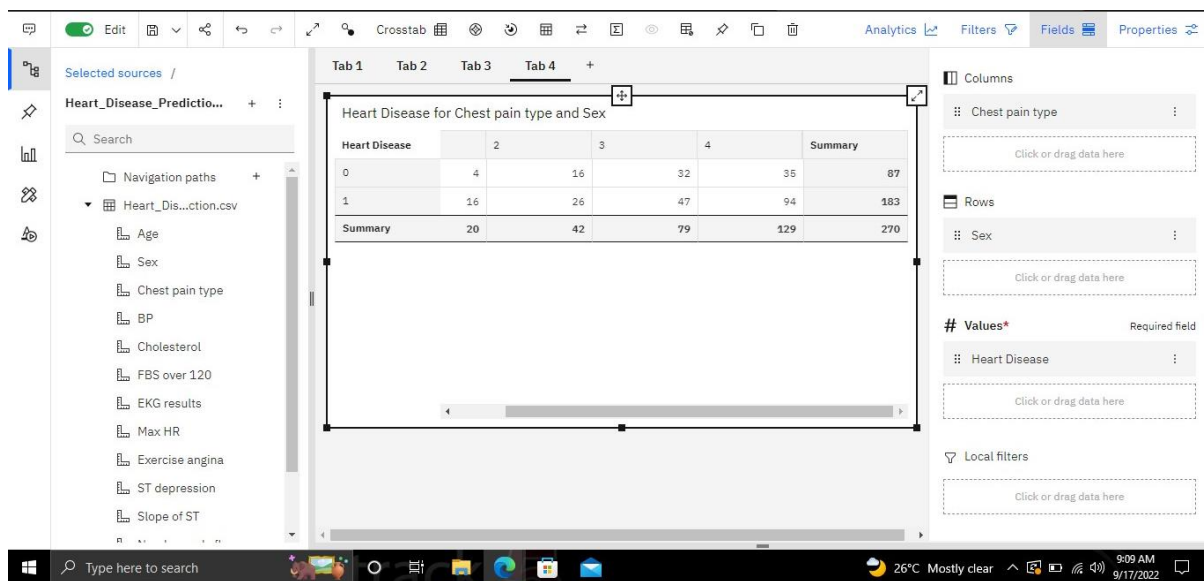 Edit
Crosstab
Analytics
Filters
Fields
Properties
Selected sources /
Heart_Disease_Predictio...
Search
Navigation paths
Heart_Dis...ction.csv
Age
Sex
Chest pain type
BP
Cholesterol
FBS over 120
EKG results
Max HR
Exercise angina
ST depression
Slope of ST
Tab 1 Tab 2 Tab 3 Tab 4 +
Heart Disease for Chest pain type and Sex
Heart Disease 2 3 4 Summary
0 4 16 32 35 87
1 16 26 47 94 183
Summary 20 42 79 129 270
Columns
Chest pain type
Click or drag data here
Rows
Sex
Click or drag data here
# Values* Required field
Heart Disease
Click or drag data here
Local filters
Click or drag data here
Type here to search
26°C Mostly clear
9:09 AM
9/17/2022